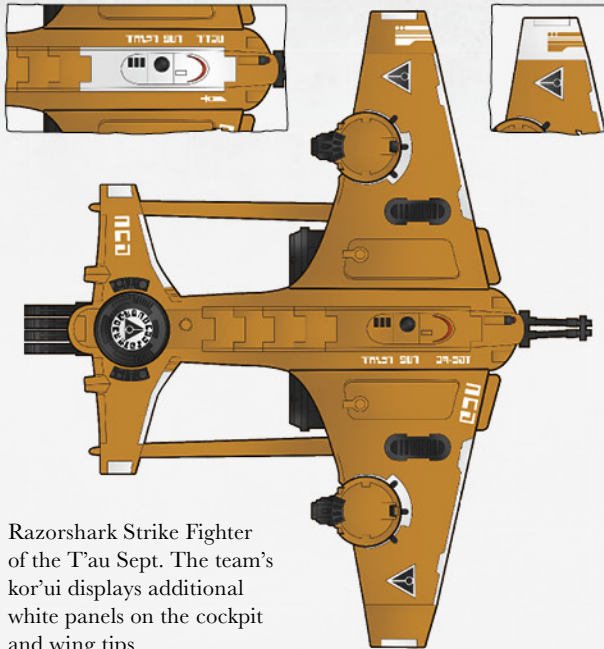 Razorshark Strike Fighter
of the T'au Sept. The team's
kor'ui displays additional
white panels on the cockpit
and wing tips.